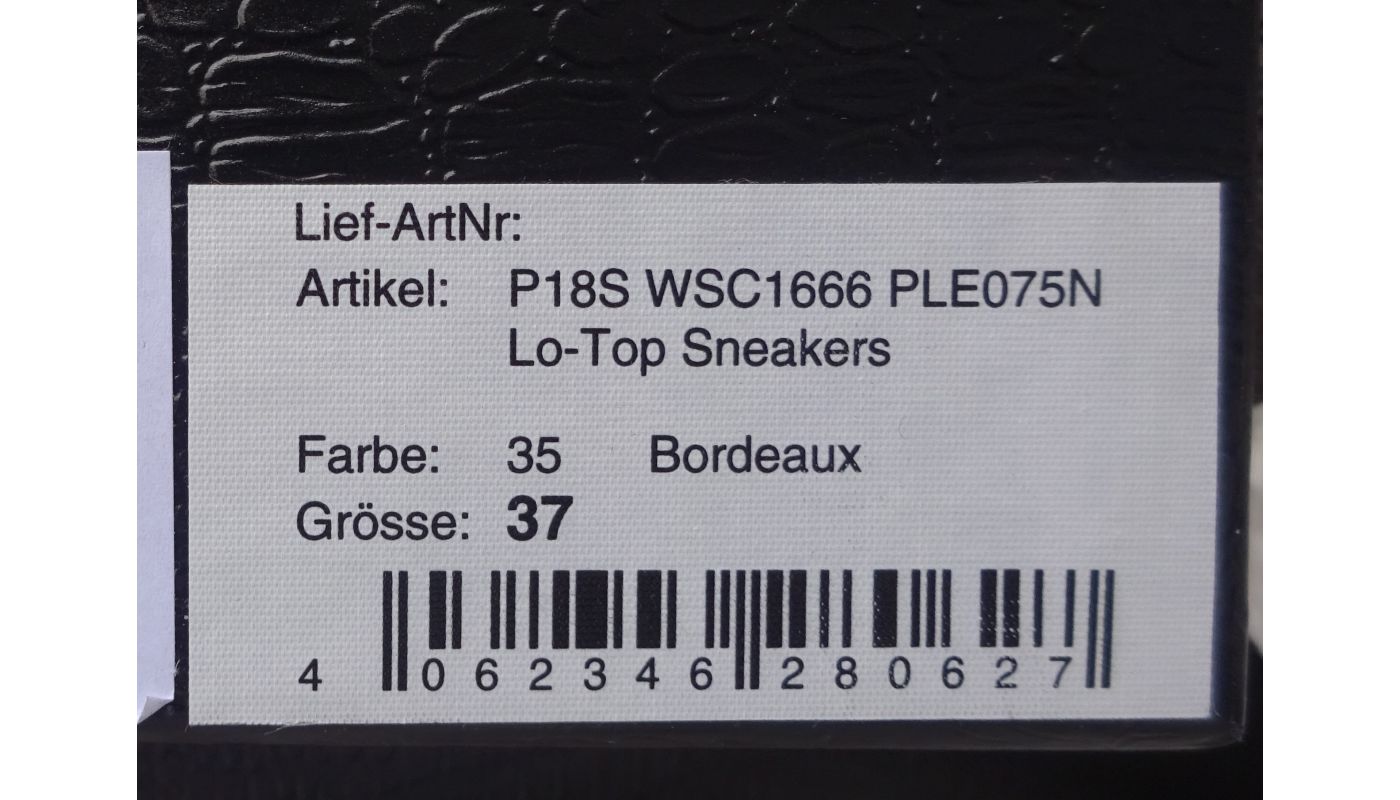 Lief-ArtNr:
Artikel: P18S WSC1666 PLE075N
Lo-Top Sneakers
Farbe: 35 Bordeaux
Grösse: 37
4 062346 280627